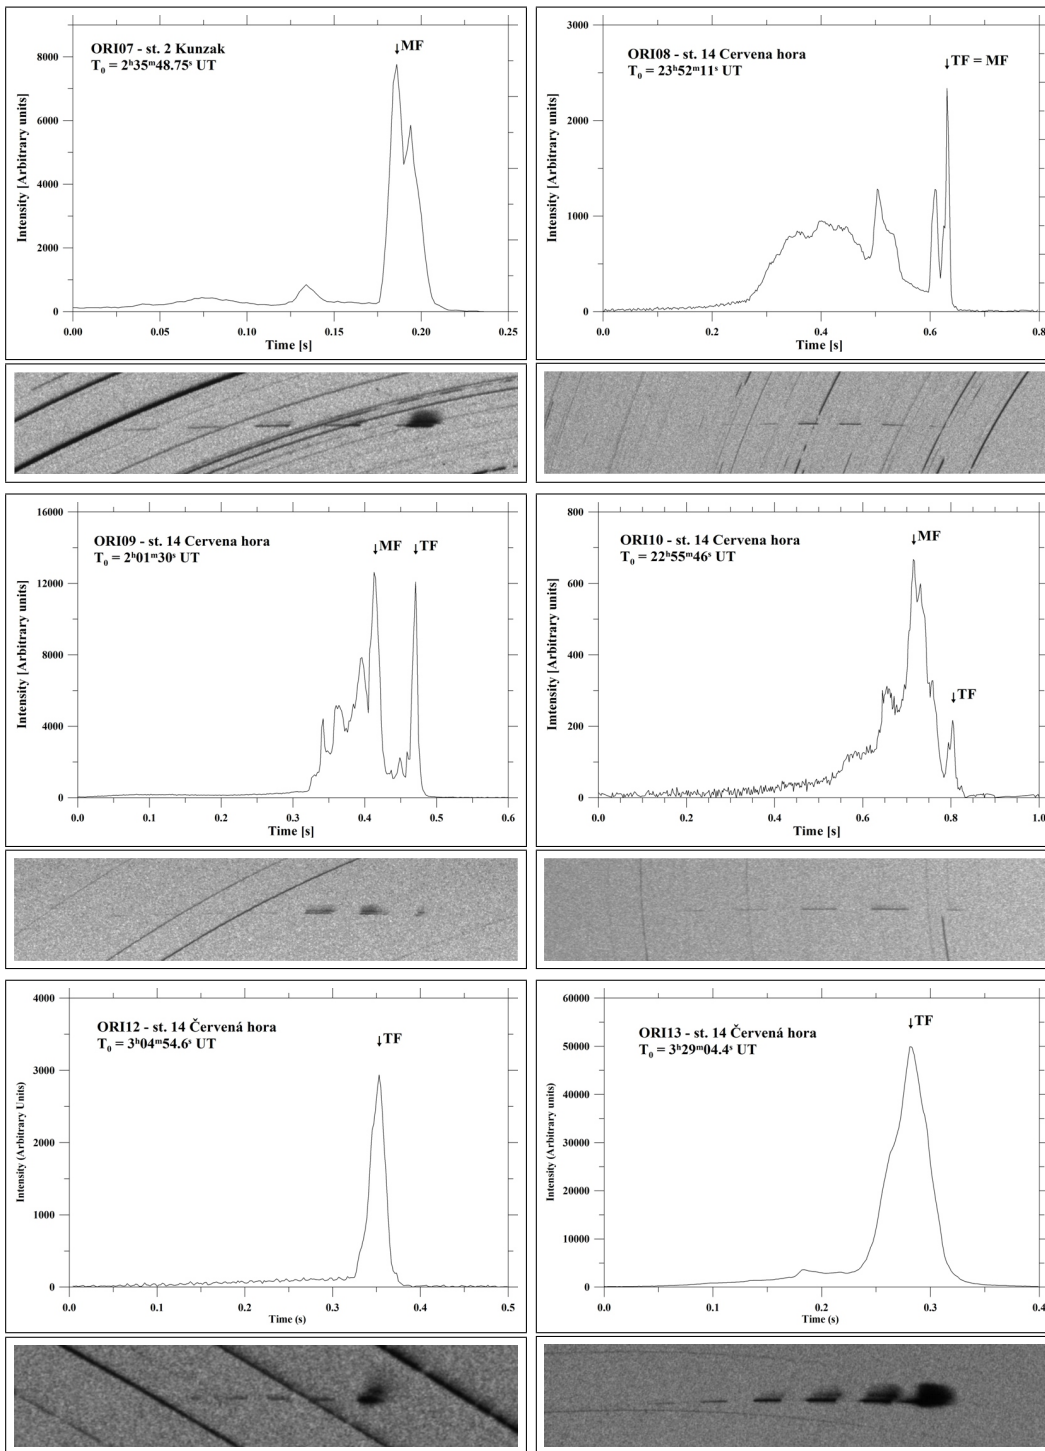 ORI07 - st. 2 Kunzak
T₀ = 2ʰ35ᵐ48.75ˢ UT
MF
Intensity [Arbitrary units]
8000
6000
4000
2000
0
0.00 0.05 0.10 0.15 0.20 0.25
Time [s]
ORI08 - st. 14 Cervena hora
T₀ = 23ʰ52ᵐ11ˢ UT
TF = MF
Intensity [Arbitrary units]
3000
2000
1000
0
0.0 0.2 0.4 0.6 0.8
Time [s]
ORI09 - st. 14 Cervena hora
T₀ = 2ʰ01ᵐ30ˢ UT
MF TF
Intensity [Arbitrary units]
16000
12000
8000
4000
0
0.0 0.1 0.2 0.3 0.4 0.5 0.6
Time [s]
ORI10 - st. 14 Cervena hora
T₀ = 22ʰ55ᵐ46ˢ UT
MF
TF
Imtensity [Arbitrary units]
800
600
400
200
0
0.0 0.2 0.4 0.6 0.8 1.0
Time [s]
ORI12 - st. 14 Červená hora
T₀ = 3ʰ04ᵐ54.6ˢ UT
TF
Intensity (Arbitrary Units)
4000
3000
2000
1000
0
0.0 0.1 0.2 0.3 0.4 0.5
Time (s)
ORI13 - st. 14 Červená hora
T₀ = 3ʰ29ᵐ04.4ˢ UT
TF
Intensity (Arbitrary units)
60000
50000
40000
30000
20000
10000
0
0.0 0.1 0.2 0.3 0.4
Time (s)